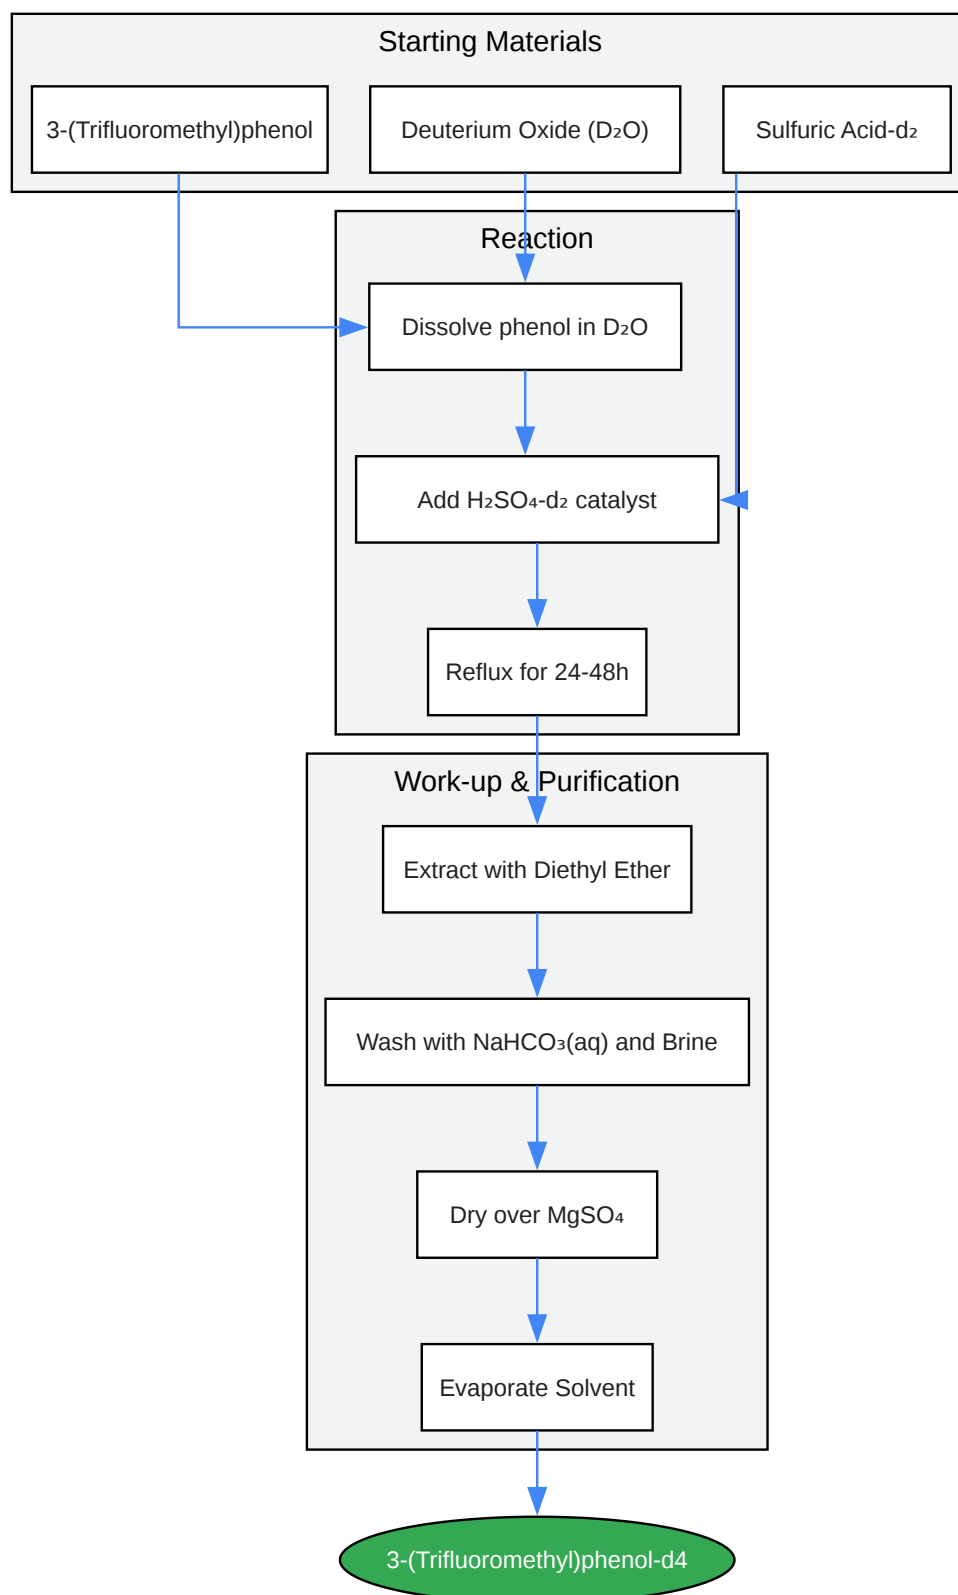 Starting Materials
3-(Trifluoromethyl)phenol
Deuterium Oxide (D₂O)
Sulfuric Acid-d₂
Reaction
Dissolve phenol in D₂O
Add H₂SO₄-d₂ catalyst
Reflux for 24-48h
Work-up & Purification
Extract with Diethyl Ether
Wash with NaHCO₃(aq) and Brine
Dry over MgSO₄
Evaporate Solvent
3-(Trifluoromethyl)phenol-d4